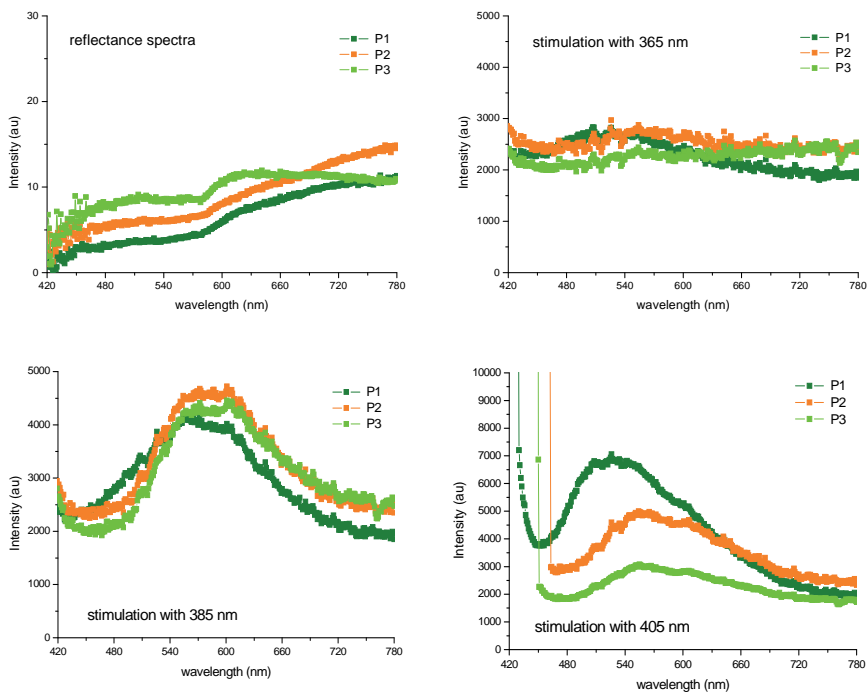 reflectance spectra
P1
P2
P3
30
20
10
0
Intensity (au)
420 480 540 600 660 720 780
wavelength (nm)
stimulation with 365 nm
P1
P2
P3
5000
4000
3000
2000
1000
0
Intensity (au)
420 480 540 600 660 720 780
wavelength (nm)
5000
4000
3000
2000
1000
0
Intensity (au)
P1
P2
P3
stimulation with 385 nm
420 480 540 600 660 720 780
wavelength (nm)
10000
9000
8000
7000
6000
5000
4000
3000
2000
1000
0
Intensity (au)
P1
P2
P3
stimulation with 405 nm
420 480 540 600 660 720 780
wavelength (nm)